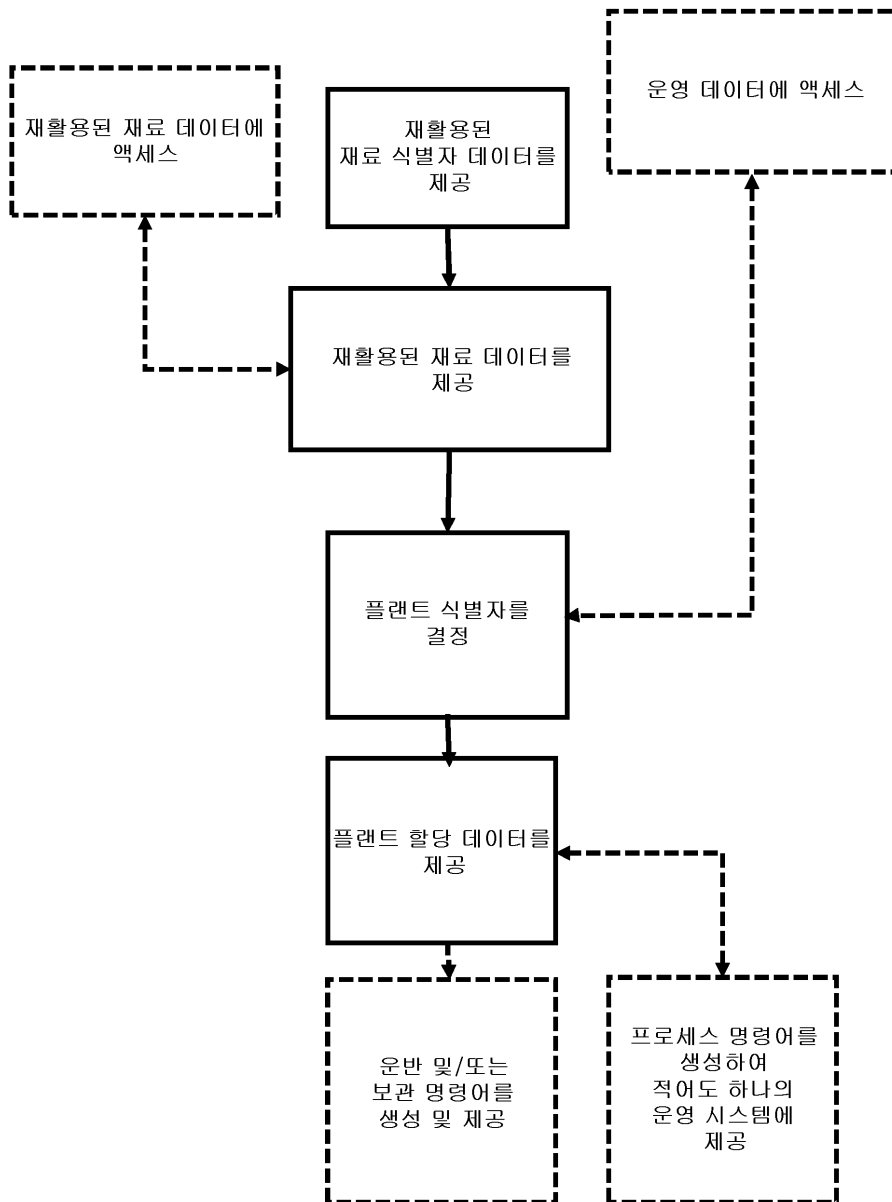 운영 데이터에 액세스
재활용된 재료 데이터에
액세스
재활용된
재료 식별자 데이터를
제공
재활용된 재료 데이터를
제공
플랜트 식별자를
결정
플랜트 할당 데이터를
제공
운반 및/또는
보관 명령어를
생성 및 제공
프로세스 명령어를
생성하여
적어도 하나의
운영 시스템에
제공